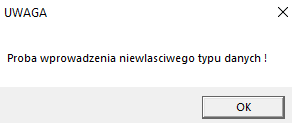 UWAGA
Proba wprowadzenia niewlasciwego typu danych !
OK